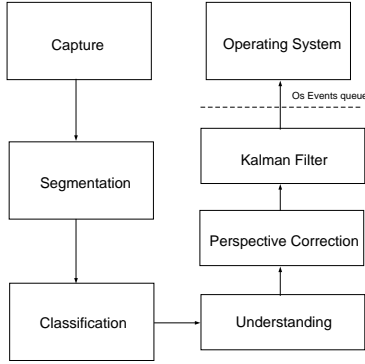 Capture
Operating System
Os Events queue
Kalman Filter
Segmentation
Perspective Correction
Classification
Understanding